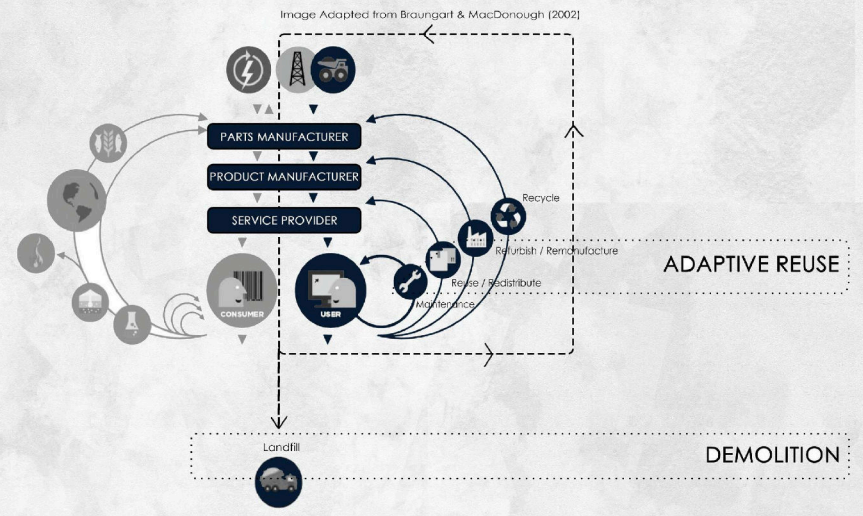 Image Adapted from Braungart & MacDonough (2002)
PARTS MANUFACTURER
PRODUCT MANUFACTURER
SERVICE PROVIDER
Recycle
Refurbish / Remanufacture
ADAPTIVE REUSE
Reuse / Redistribute
Maintenance
CONSUMER
USER
Landfill
DEMOLITION